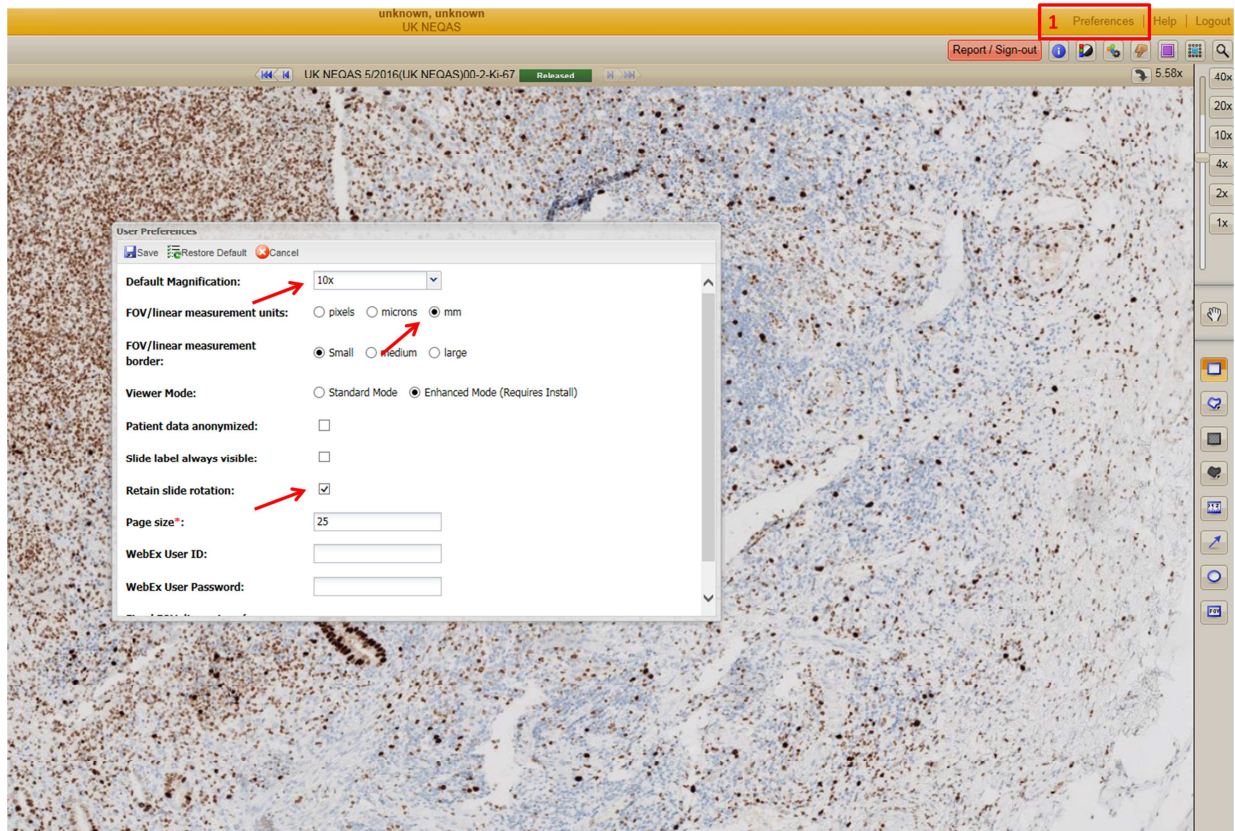 unknown, unknown
UK NEQAS
1 Preferences | Help | Logout
Report / Sign-out
UK NEQAS 5/2016(UK NEQAS)00-2-Ki-67 Released
5.58x
40x
20x
10x
4x
2x
1x
User Preferences
Save Restore Default Cancel
Default Magnification: 10x
FOV/linear measurement units: pixels microns mm
FOV/linear measurement
border: Small medium large
Viewer Mode: Standard Mode Enhanced Mode (Requires Install)
Patient data anonymized:
Slide label always visible:
Retain slide rotation:
Page size*: 25
WebEx User ID:
WebEx User Password:
FOV